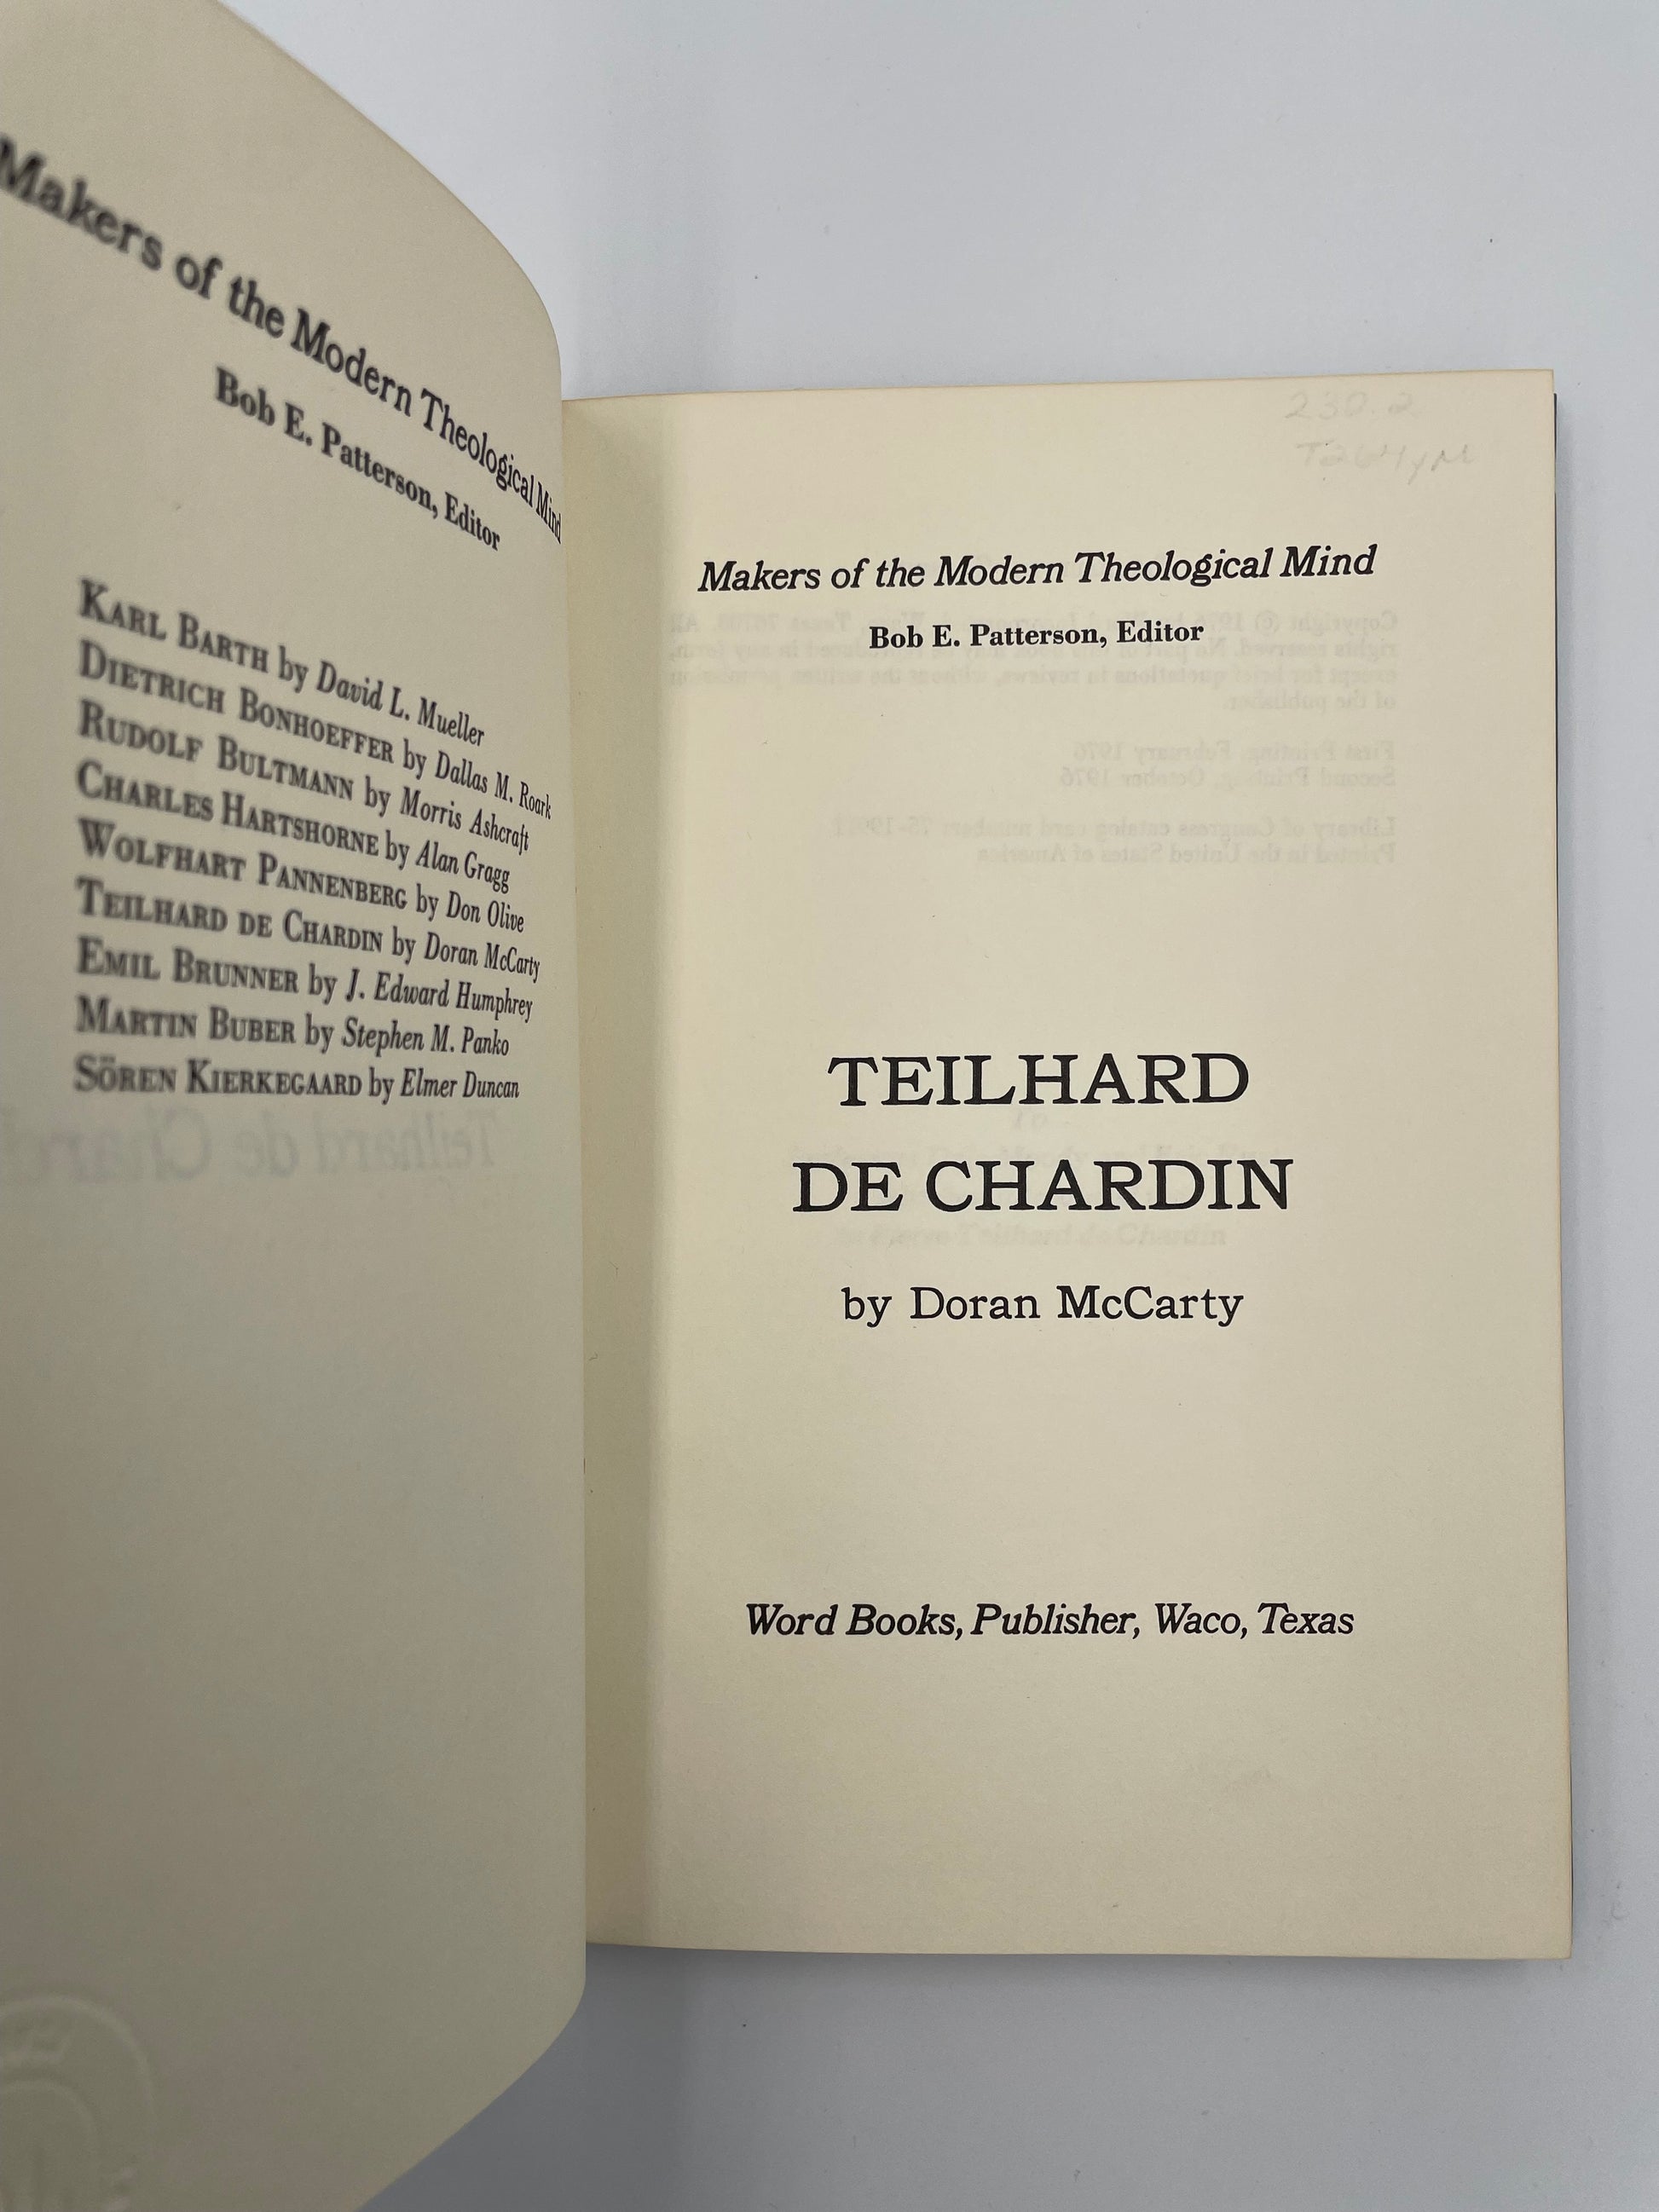 Makers of the Modern Theological Mind
Bob E. Patterson, Editor
KARL BARTH by David L. Mueller
DIETRICH BONHOEFFER by Dallas M. Roark
RUDOLF BULTMANN by Morris Ashcraft
CHARLES HARTSHORNE by Alan Gragg
WOLFHART PANNENBERG by Don Olive
TEILHARD DE CHARDIN by Doran McCarty
EMIL BRUNNER by J. Edward Humphrey
MARTIN BUBER by Stephen M. Panko
SÖREN KIERKEGAARD by Elmer Duncan
Teilhard de Chard
230.2
Makers of the Modern Theological Mind
Bob E. Patterson, Editor
TEILHARD
DE CHARDIN
by Doran McCarty
Word Books, Publisher, Waco, Texas